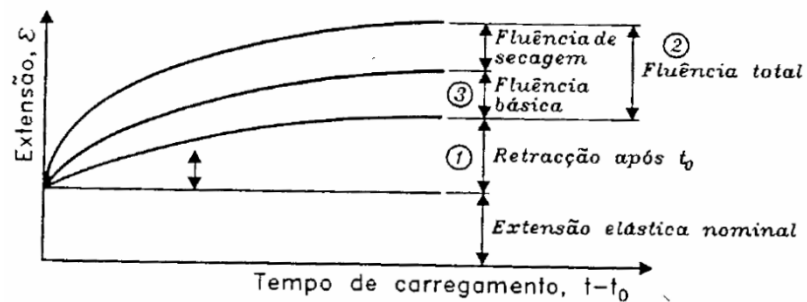 Extensão, ε
Fluência de
secagem
②
Fluência total
③
Fluência
básica
①
Retracção após t₀
Extensão elástica nominal
Tempo de carregamento, t-t₀